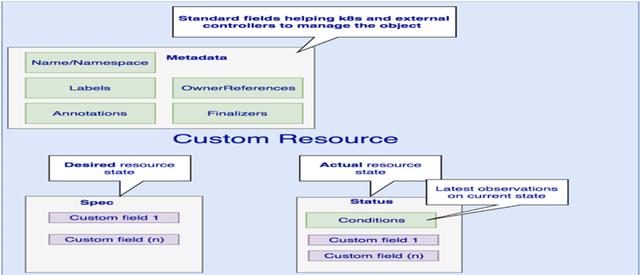 Standard fields helping k8s and external
controllers to manage the object
Name/Namespace
Metadata
Labels
OwnerReferences
Annotations
Finalizers
Custom Resource
Desired resource
state
Actual resource
state
Latest observations
on current state
Spec
Custom field 1
Custom field (n)
Status
Conditions
Custom field 1
Custom field (n)